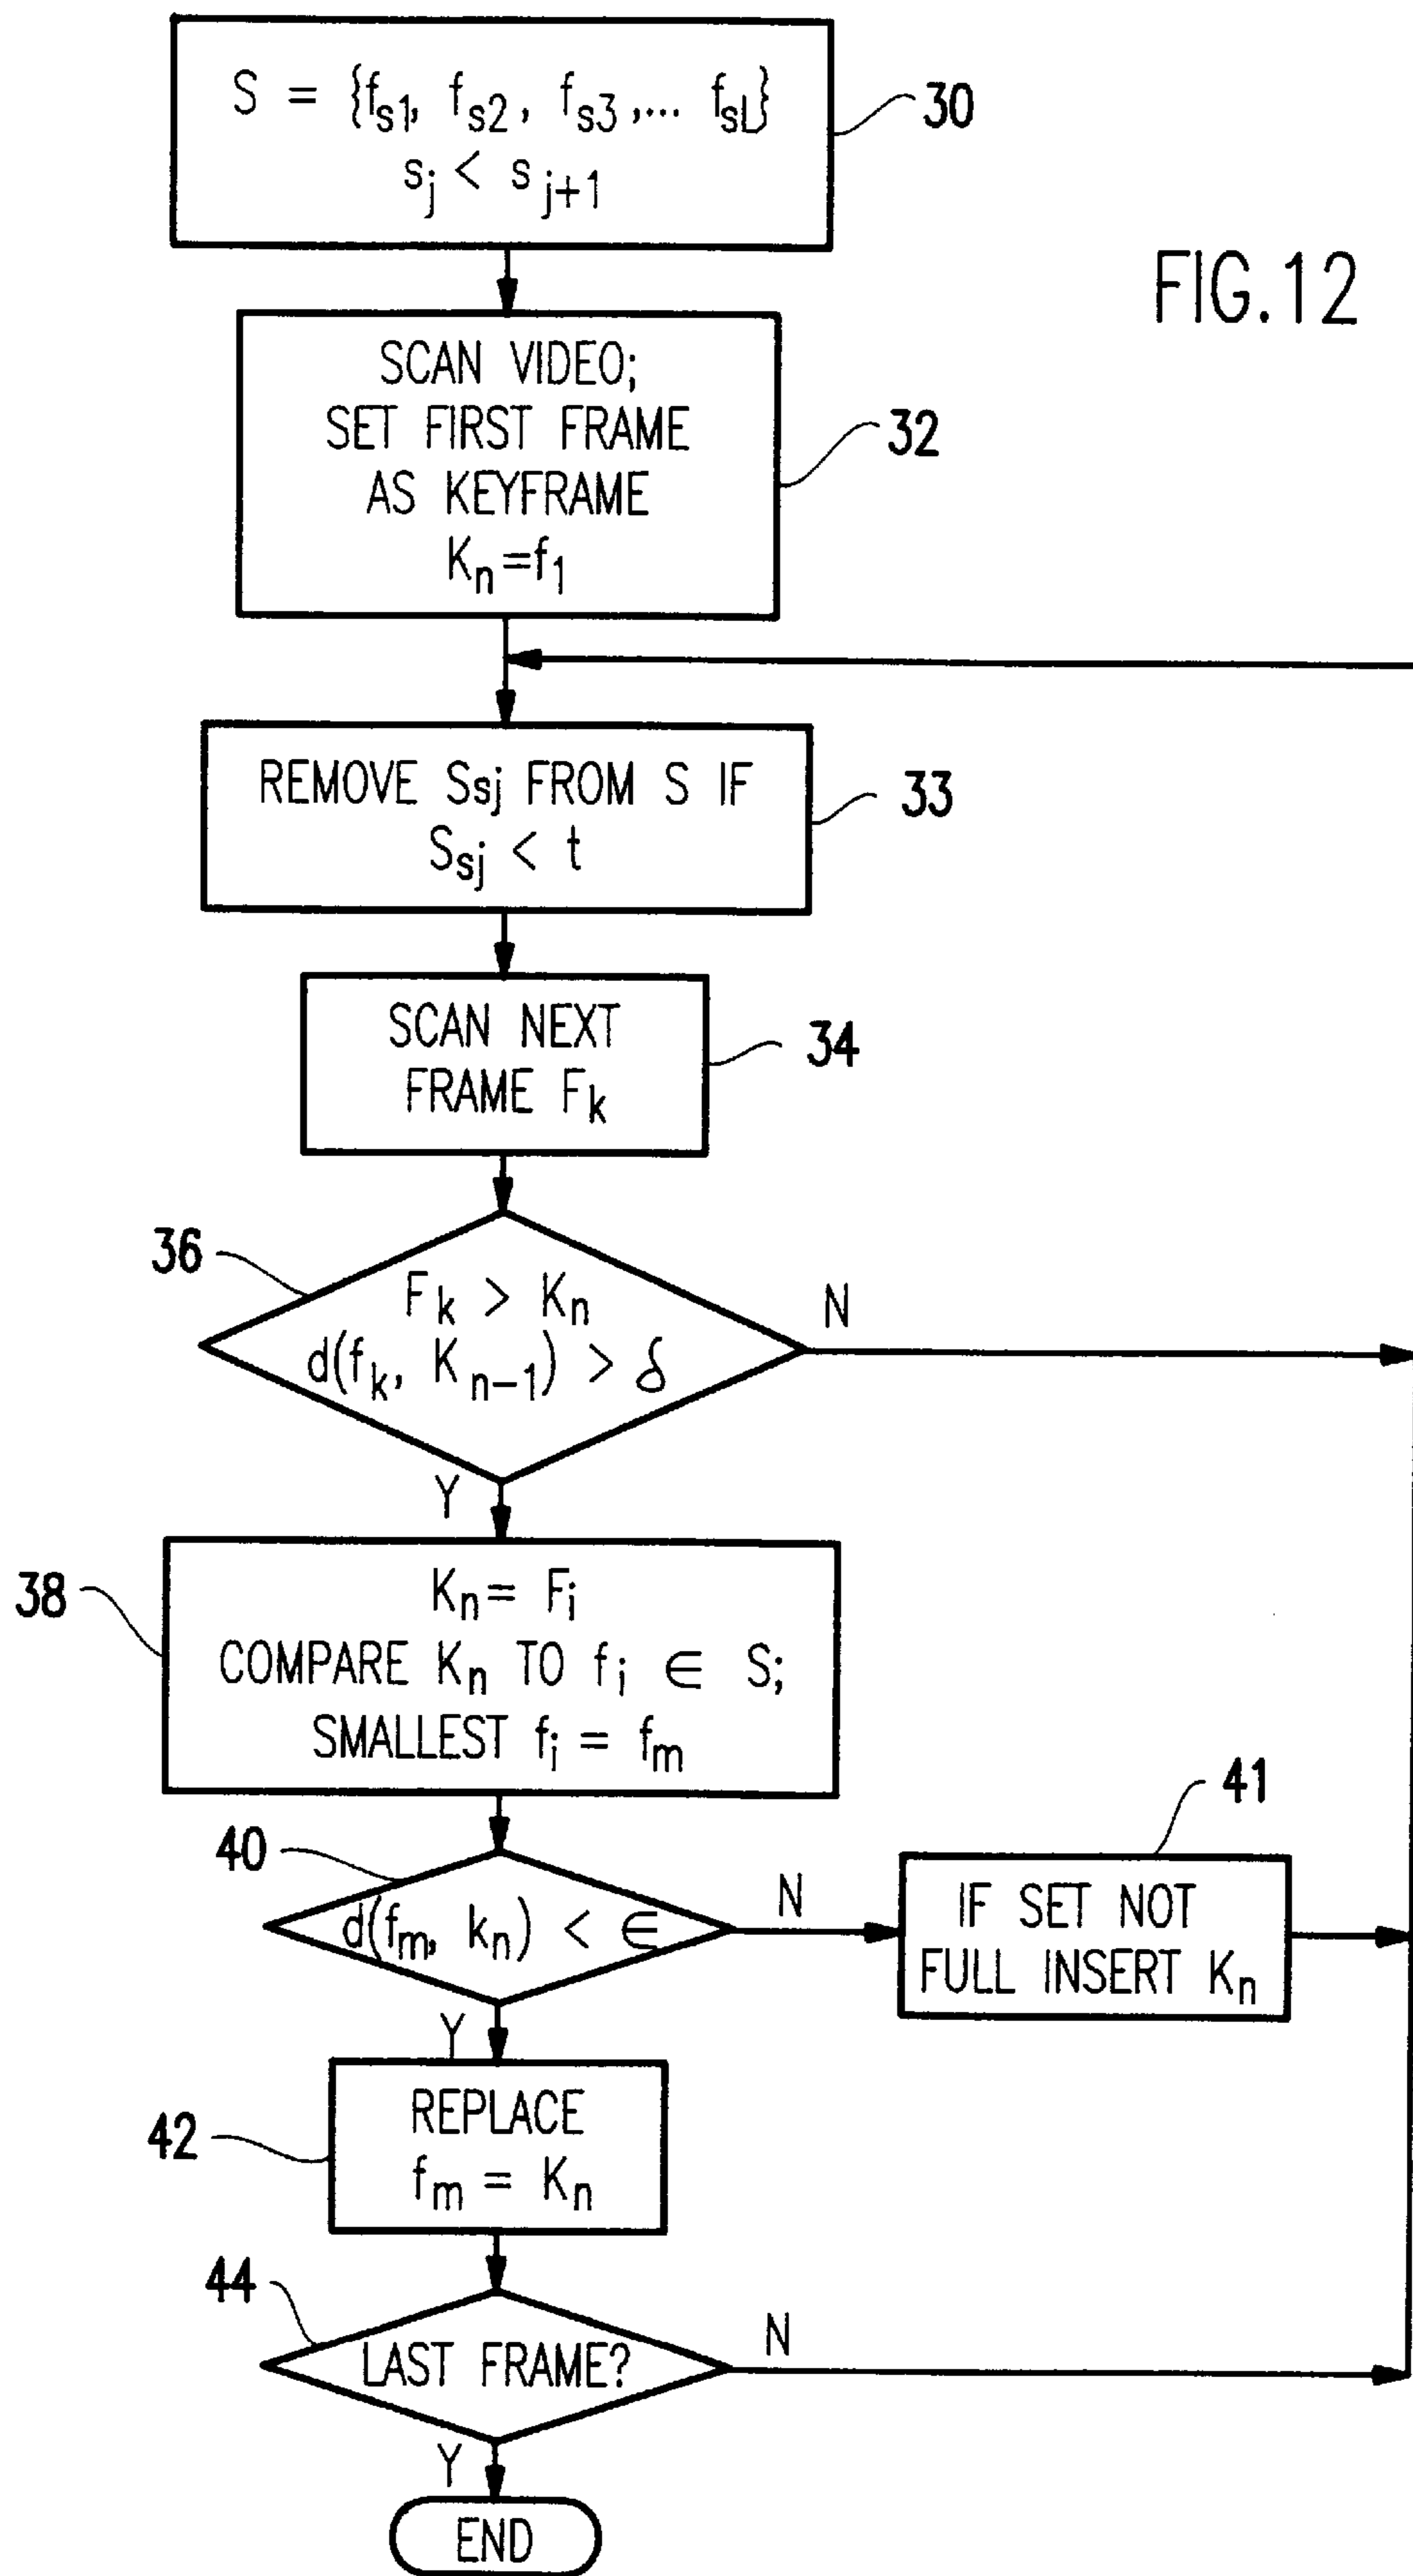 S = {fs1, fs2, fs3,... fsL}
sj < sj+1
30
FIG.12
SCAN VIDEO;
SET FIRST FRAME
AS KEYFRAME
Kn=f1
32
REMOVE Ssj FROM S IF
Ssj < t
33
SCAN NEXT
FRAME Fk
34
36
Fk > Kn
d(fk, Kn-1) > δ
N
Y
38
Kn= Fi
COMPARE Kn TO fi ∈ S;
SMALLEST fi = fm
40
d(fm, kn) < ∈
N
41
IF SET NOT
FULL INSERT Kn
Y
42
REPLACE
fm = Kn
44
LAST FRAME?
N
Y
END